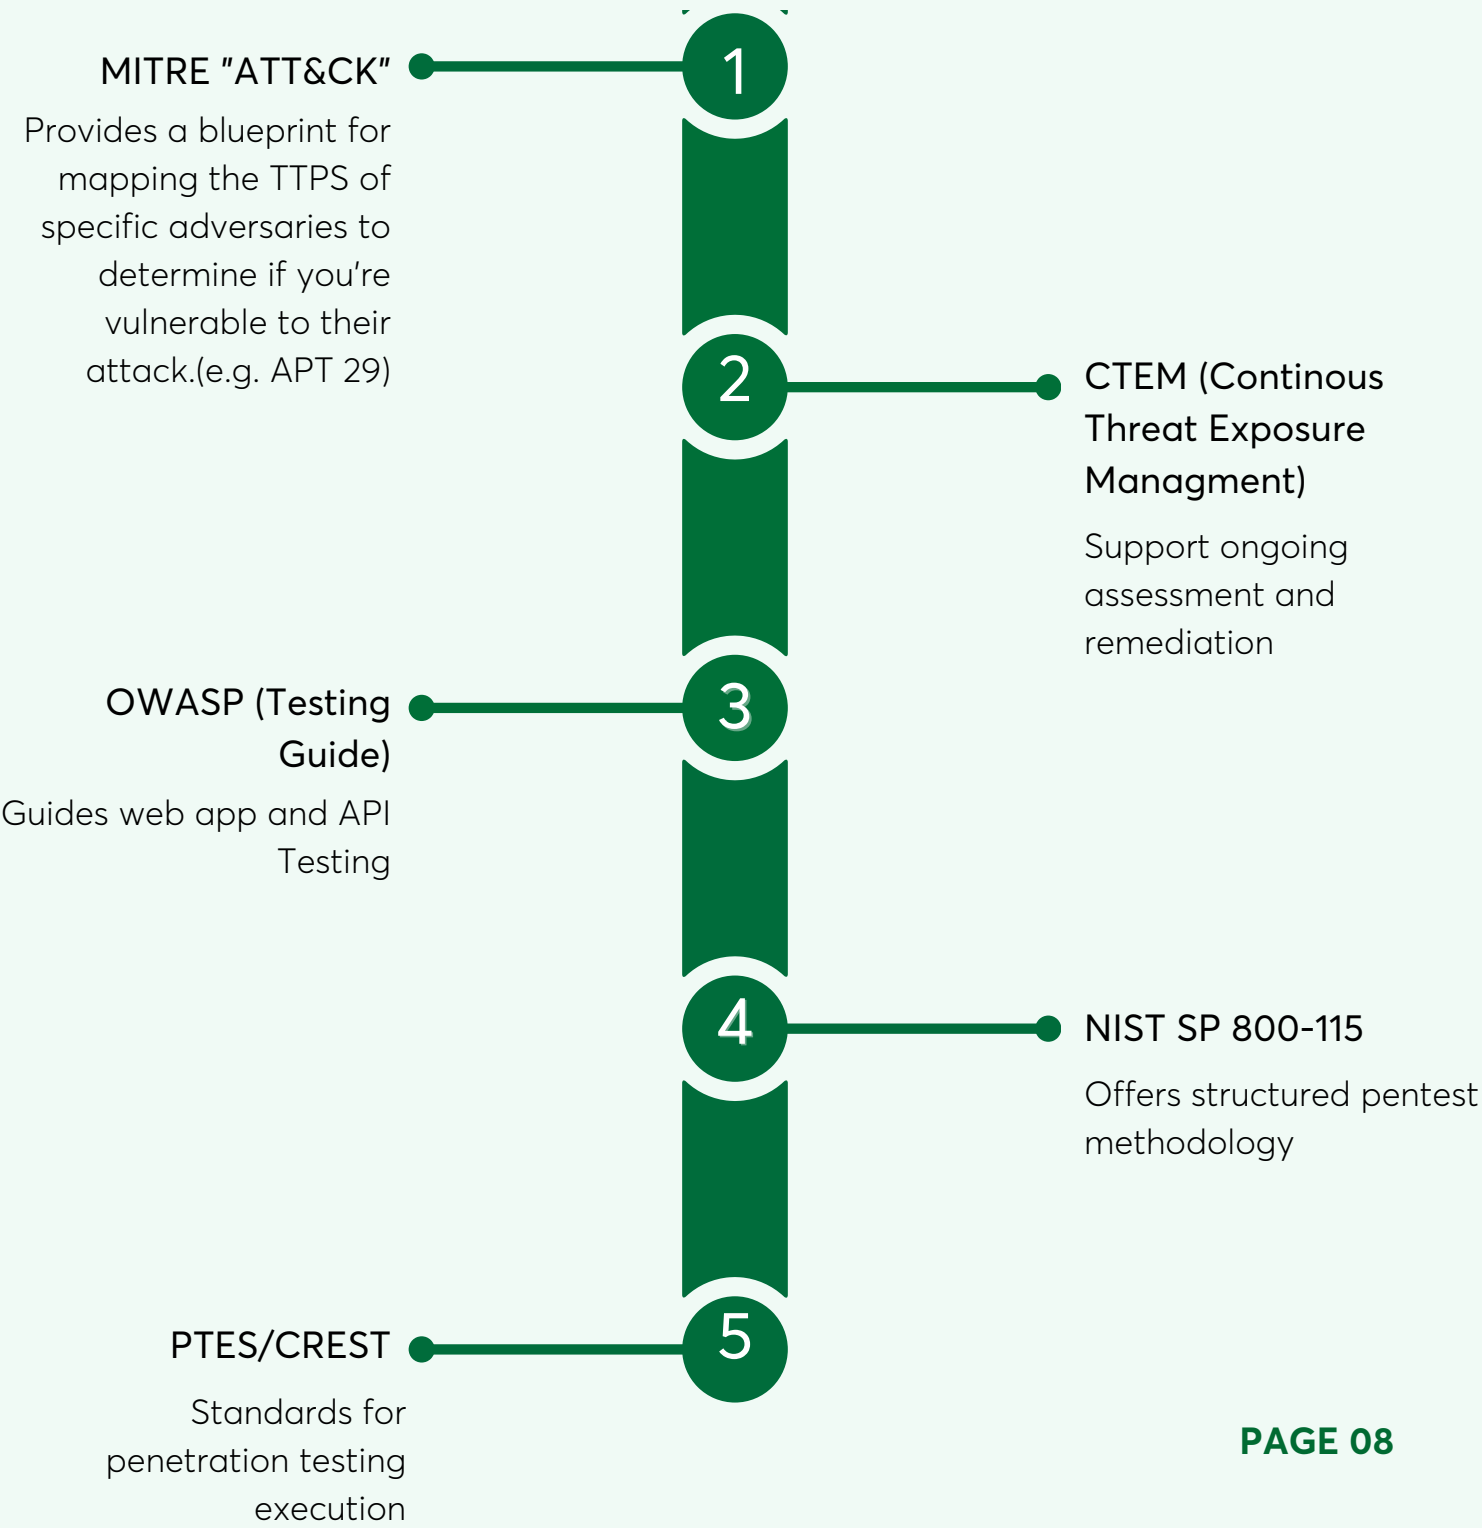 1
MITRE "ATT&CK"
Provides a blueprint for
mapping the TTPS of
specific adversaries to
determine if you're
vulnerable to their
attack.(e.g. APT 29)
2
CTEM (Continous
Threat Exposure
Managment)
Support ongoing
assessment and
remediation
3
OWASP (Testing
Guide)
Guides web app and API
Testing
4
NIST SP 800-115
Offers structured pentest
methodology
5
PTES/CREST
Standards for
penetration testing
execution
PAGE 08